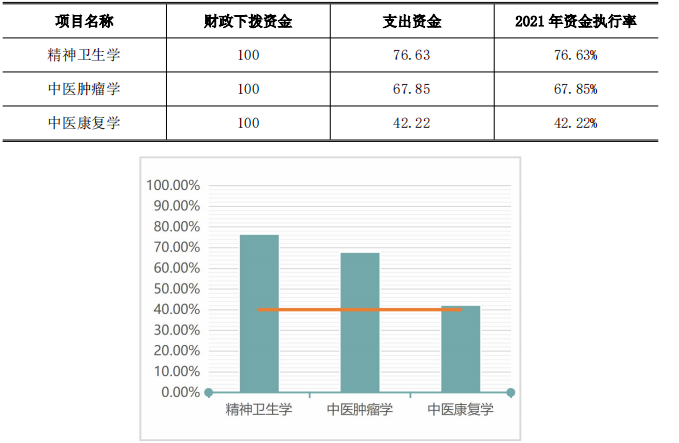 项目名称 财政下拨资金 支出资金 2021 年资金执行率
精神卫生学 100 76.63 76.63%
中医肿瘤学 100 67.85 67.85%
中医康复学 100 42.22 42.22%
100.00%
90.00%
80.00%
70.00%
60.00%
50.00%
40.00%
30.00%
20.00%
10.00%
0.00%
精神卫生学 中医肿瘤学 中医康复学